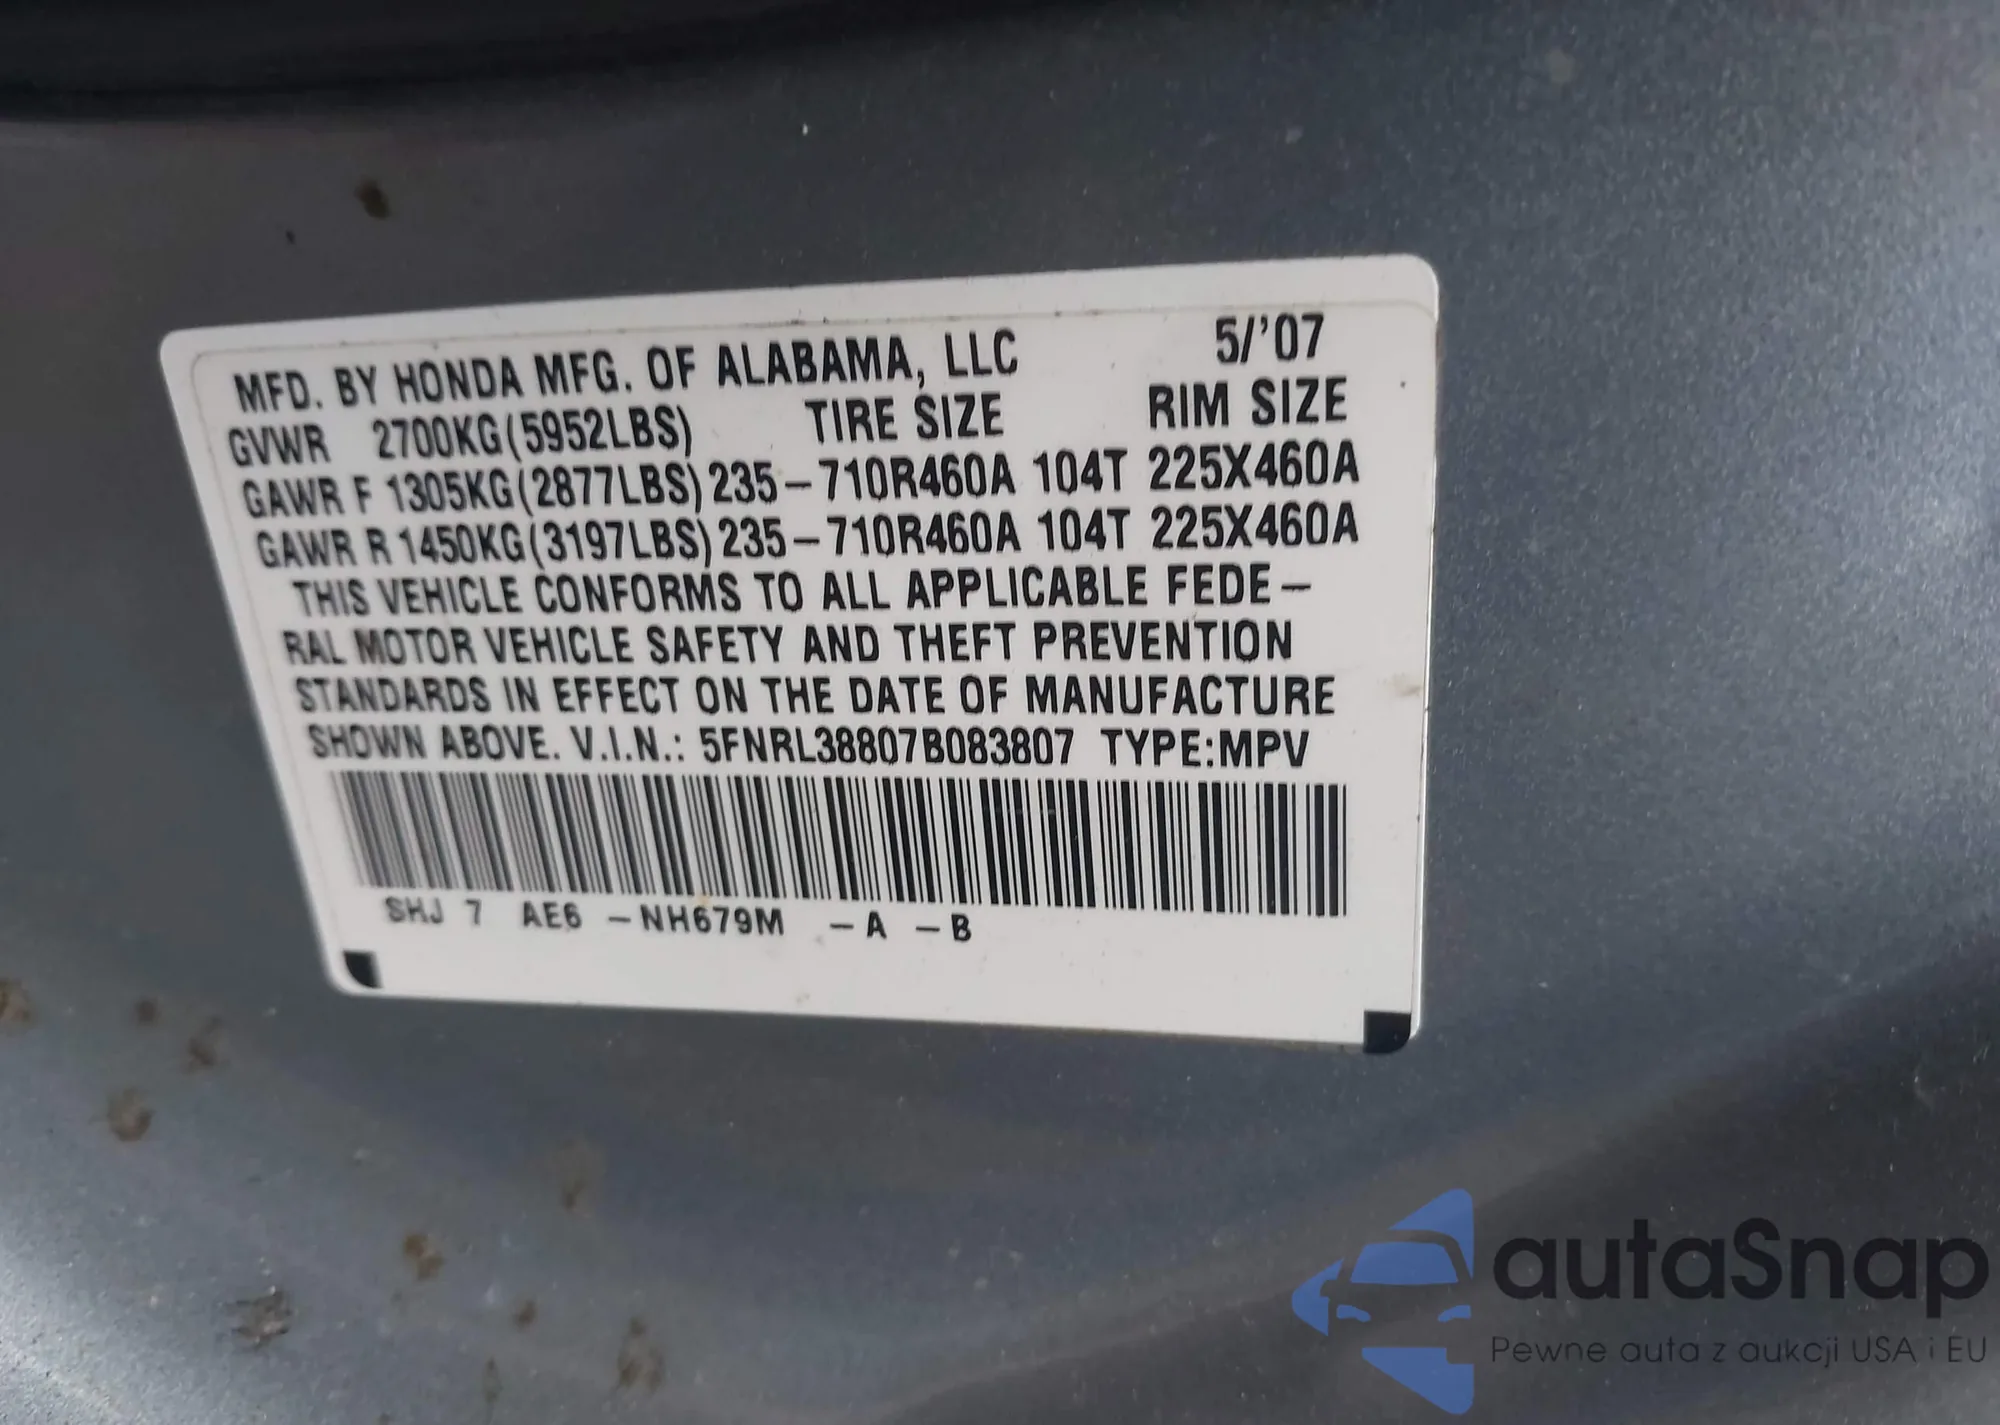 MFD. BY HONDA MFG. OF ALABAMA, LLC 5/'07
GVWR 2700KG(5952LBS) TIRE SIZE RIM SIZE
GAWR F 1305KG(2877LBS) 235-710R460A 104T 225X460A
GAWR R 1450KG(3197LBS) 235-710R460A 104T 225X460A
THIS VEHICLE CONFORMS TO ALL APPLICABLE FEDE-
RAL MOTOR VEHICLE SAFETY AND THEFT PREVENTION
STANDARDS IN EFFECT ON THE DATE OF MANUFACTURE
SHOWN ABOVE. V.I.N.: 5FNRL38807B083807 TYPE:MPV
SHJ 7 AE6 -NH679M -A -B
autaSnap
Pewne auta z aukcji USA i EU